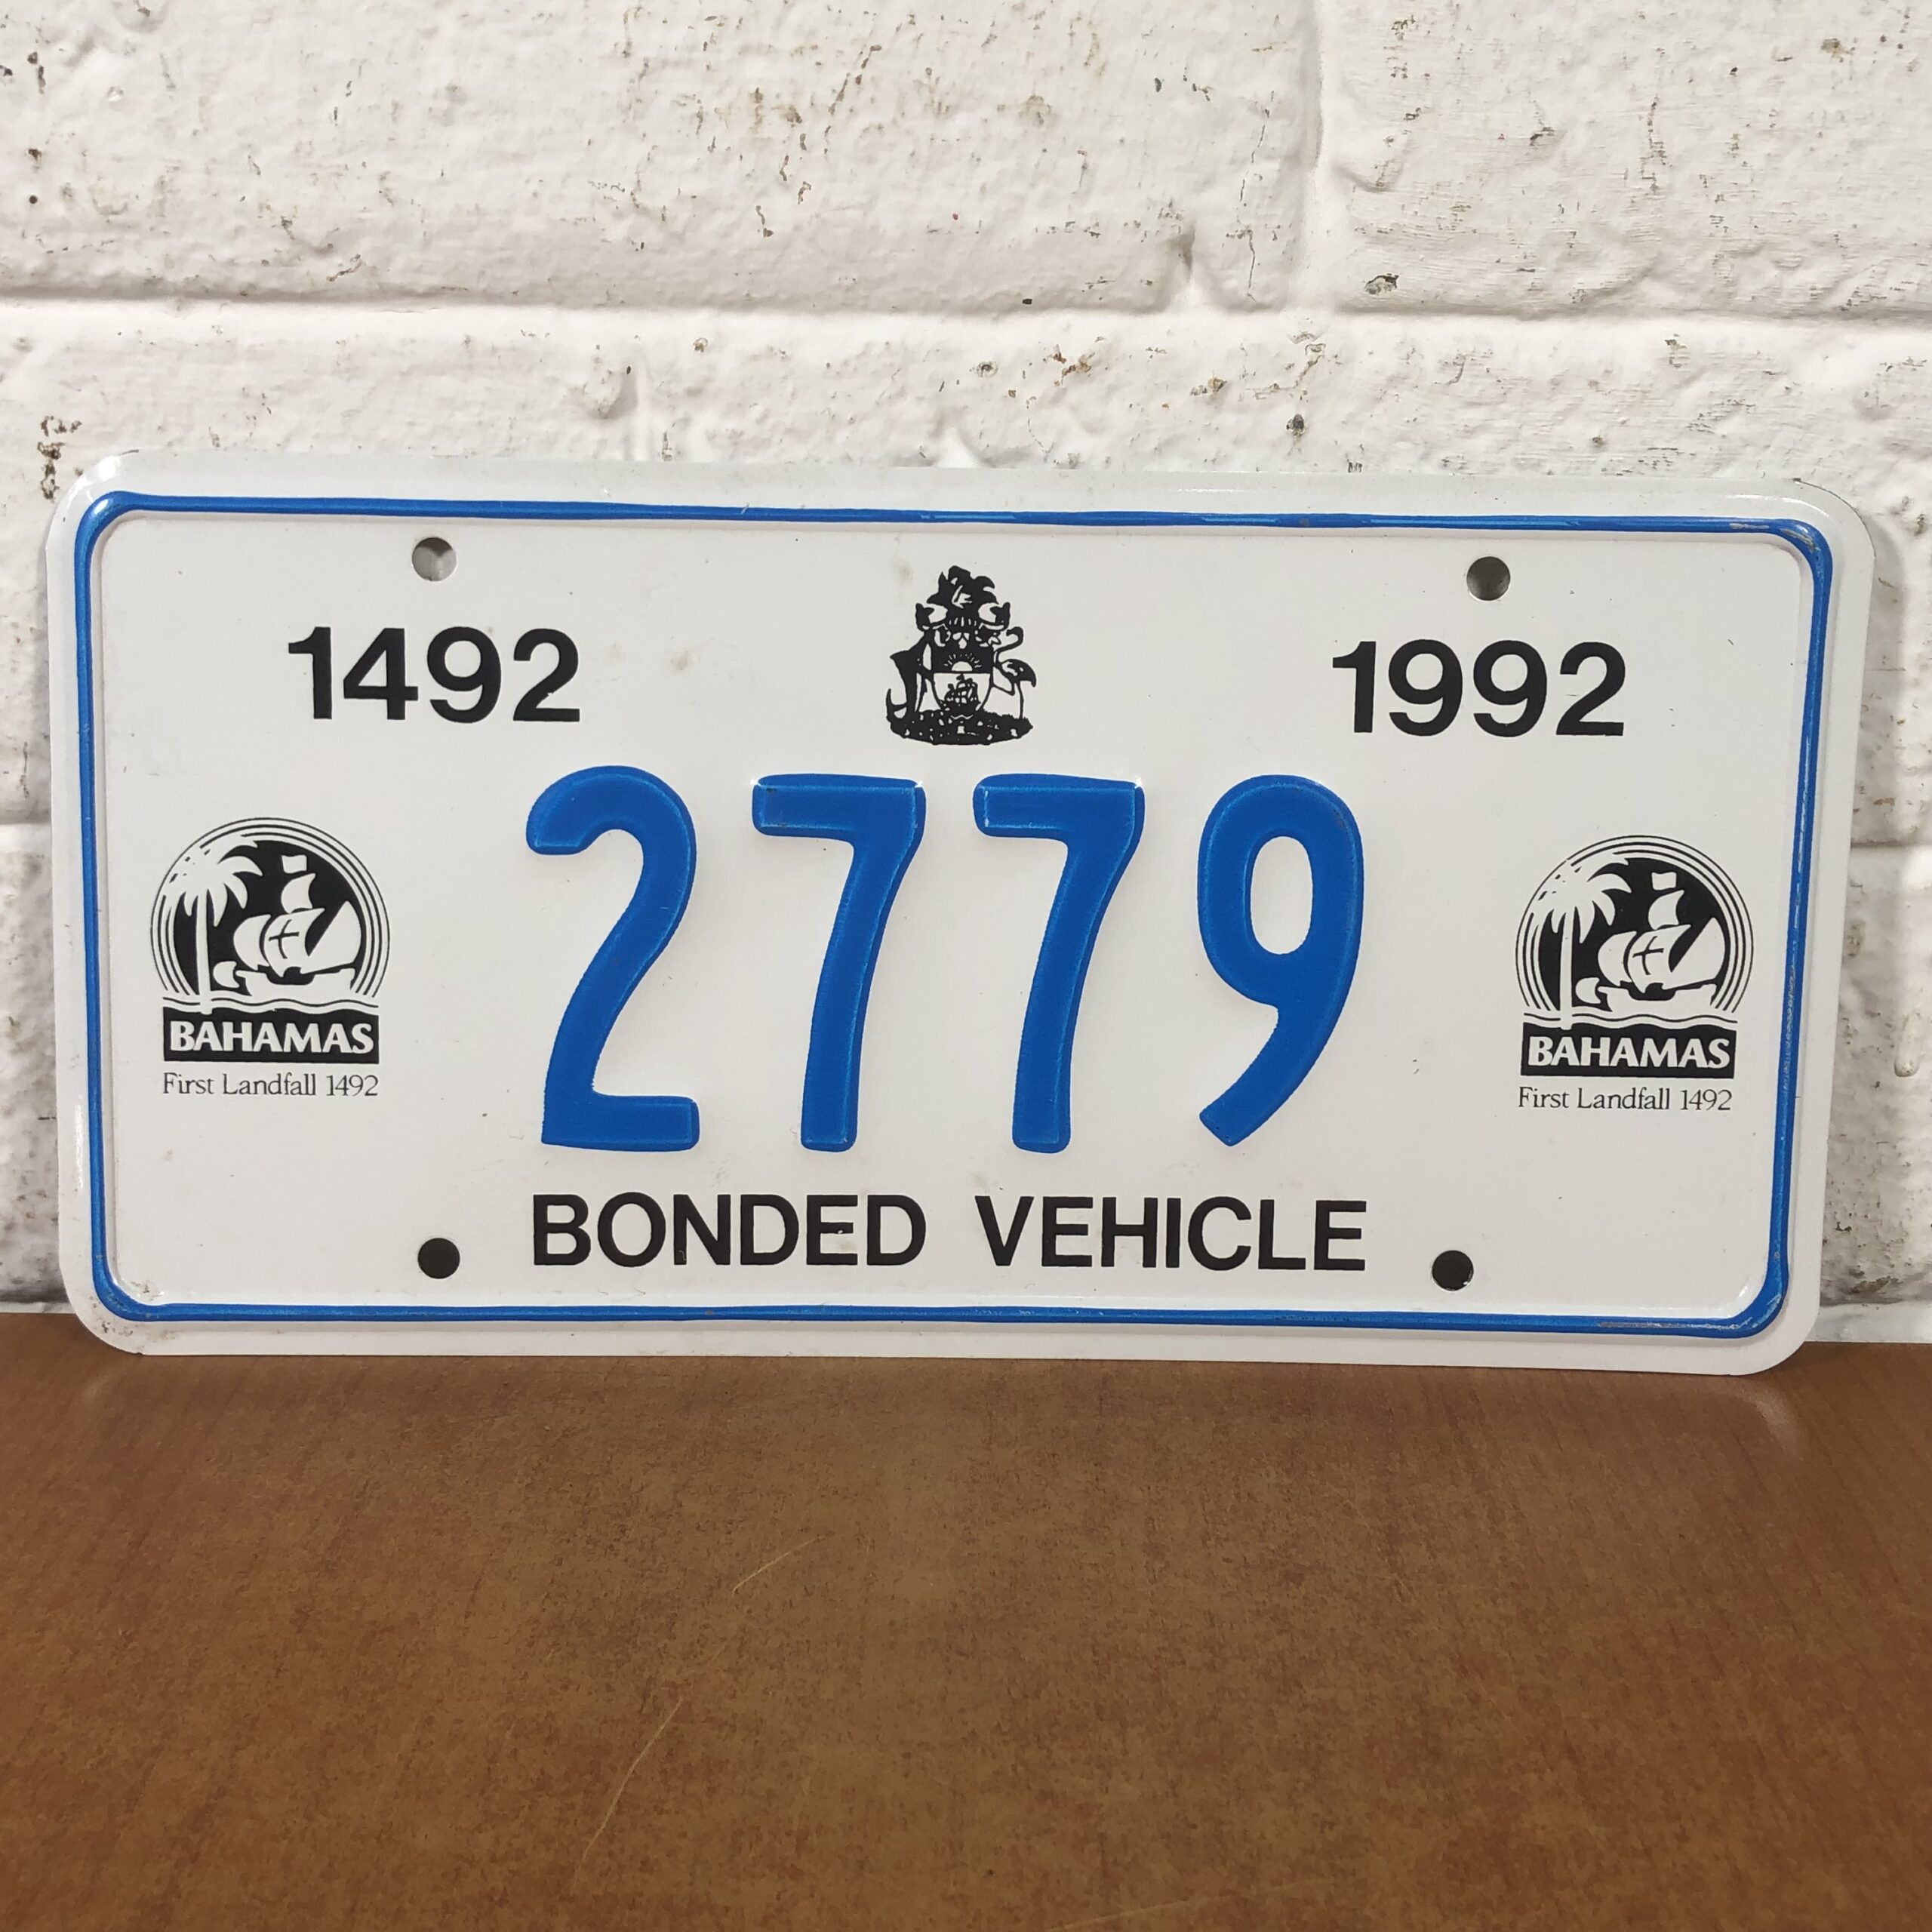 1492 1992
2779
BAHAMAS
First Landfall 1492
BAHAMAS
First Landfall 1492
BONDED VEHICLE